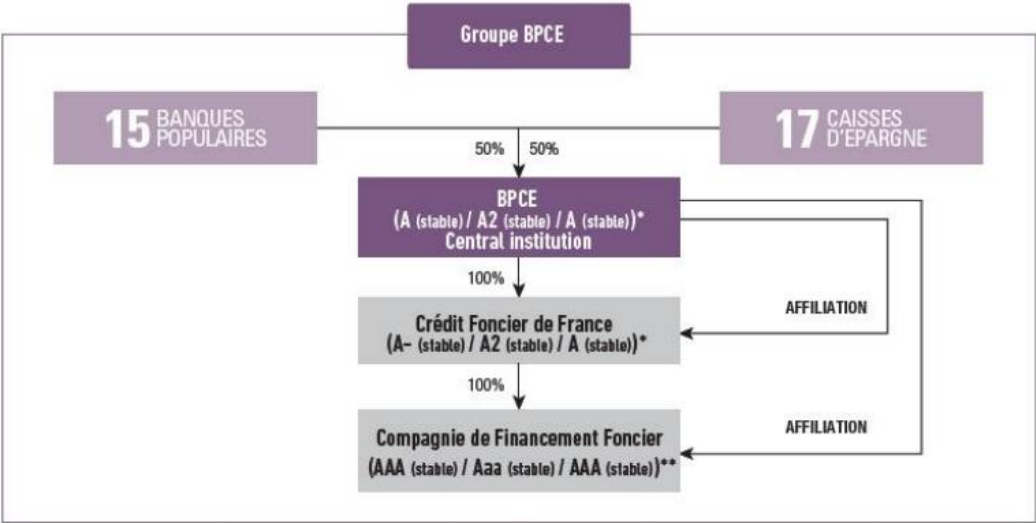 Groupe BPCE
15 BANQUES
POPULAIRES
17 CAISSES
D'EPARGNE
50% 50%
BPCE
(A (stable) / A2 (stable) / A (stable))*
Central institution
100%
AFFILIATION
Crédit Foncier de France
(A- (stable) / A2 (stable) / A (stable))*
100%
AFFILIATION
Compagnie de Financement Foncier
(AAA (stable) / Aaa (stable) / AAA (stable))**